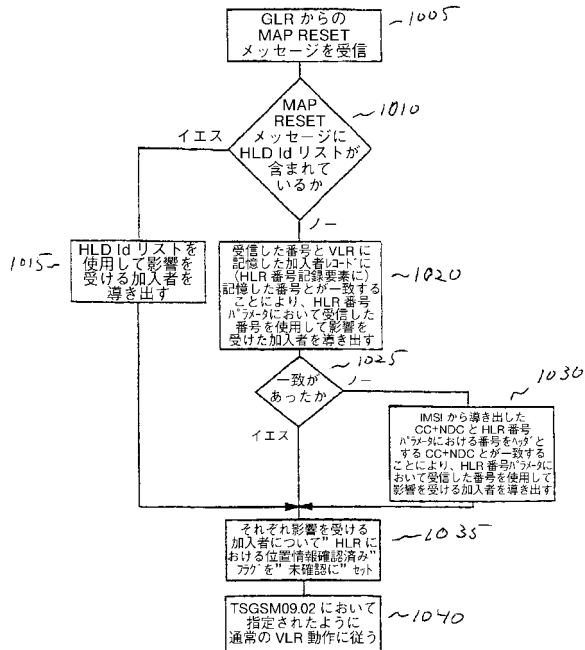 GLR からの
MAP RESET
メッセージを受信
~1005
MAP
RESET
メッセージに
HLD Id リストが
含まれて
いるか
~1010
イエス
ノー
HLD Id リストを
使用して影響を
受ける加入者を
導き出す
1015~
受信した番号と VLR に
記憶した加入者レコードに
(HLR 番号記録要素に)
記憶した番号とが一致する
ことにより、HLR 番号
パラメータにおいて受信した
番号を使用して影響を
受けた加入者を導き出す
~1020
一致が
あったか
~1025
ノー
イエス
IMSI から導き出した
CC+NDC と HLR 番号
パラメータにおける番号をヘッダと
する CC+NDC とが一致する
ことにより、HLR 番号パラメータに
おいて受信した番号を使用して
影響を受ける加入者を導き出す
~1030
それぞれ影響を受ける
加入者について"HLR に
おける位置情報確認済み"
フラグを"未確認に"セット
~1035
TSGSM09.02 において
指定されたように
通常の VLR 動作に従う
~1040